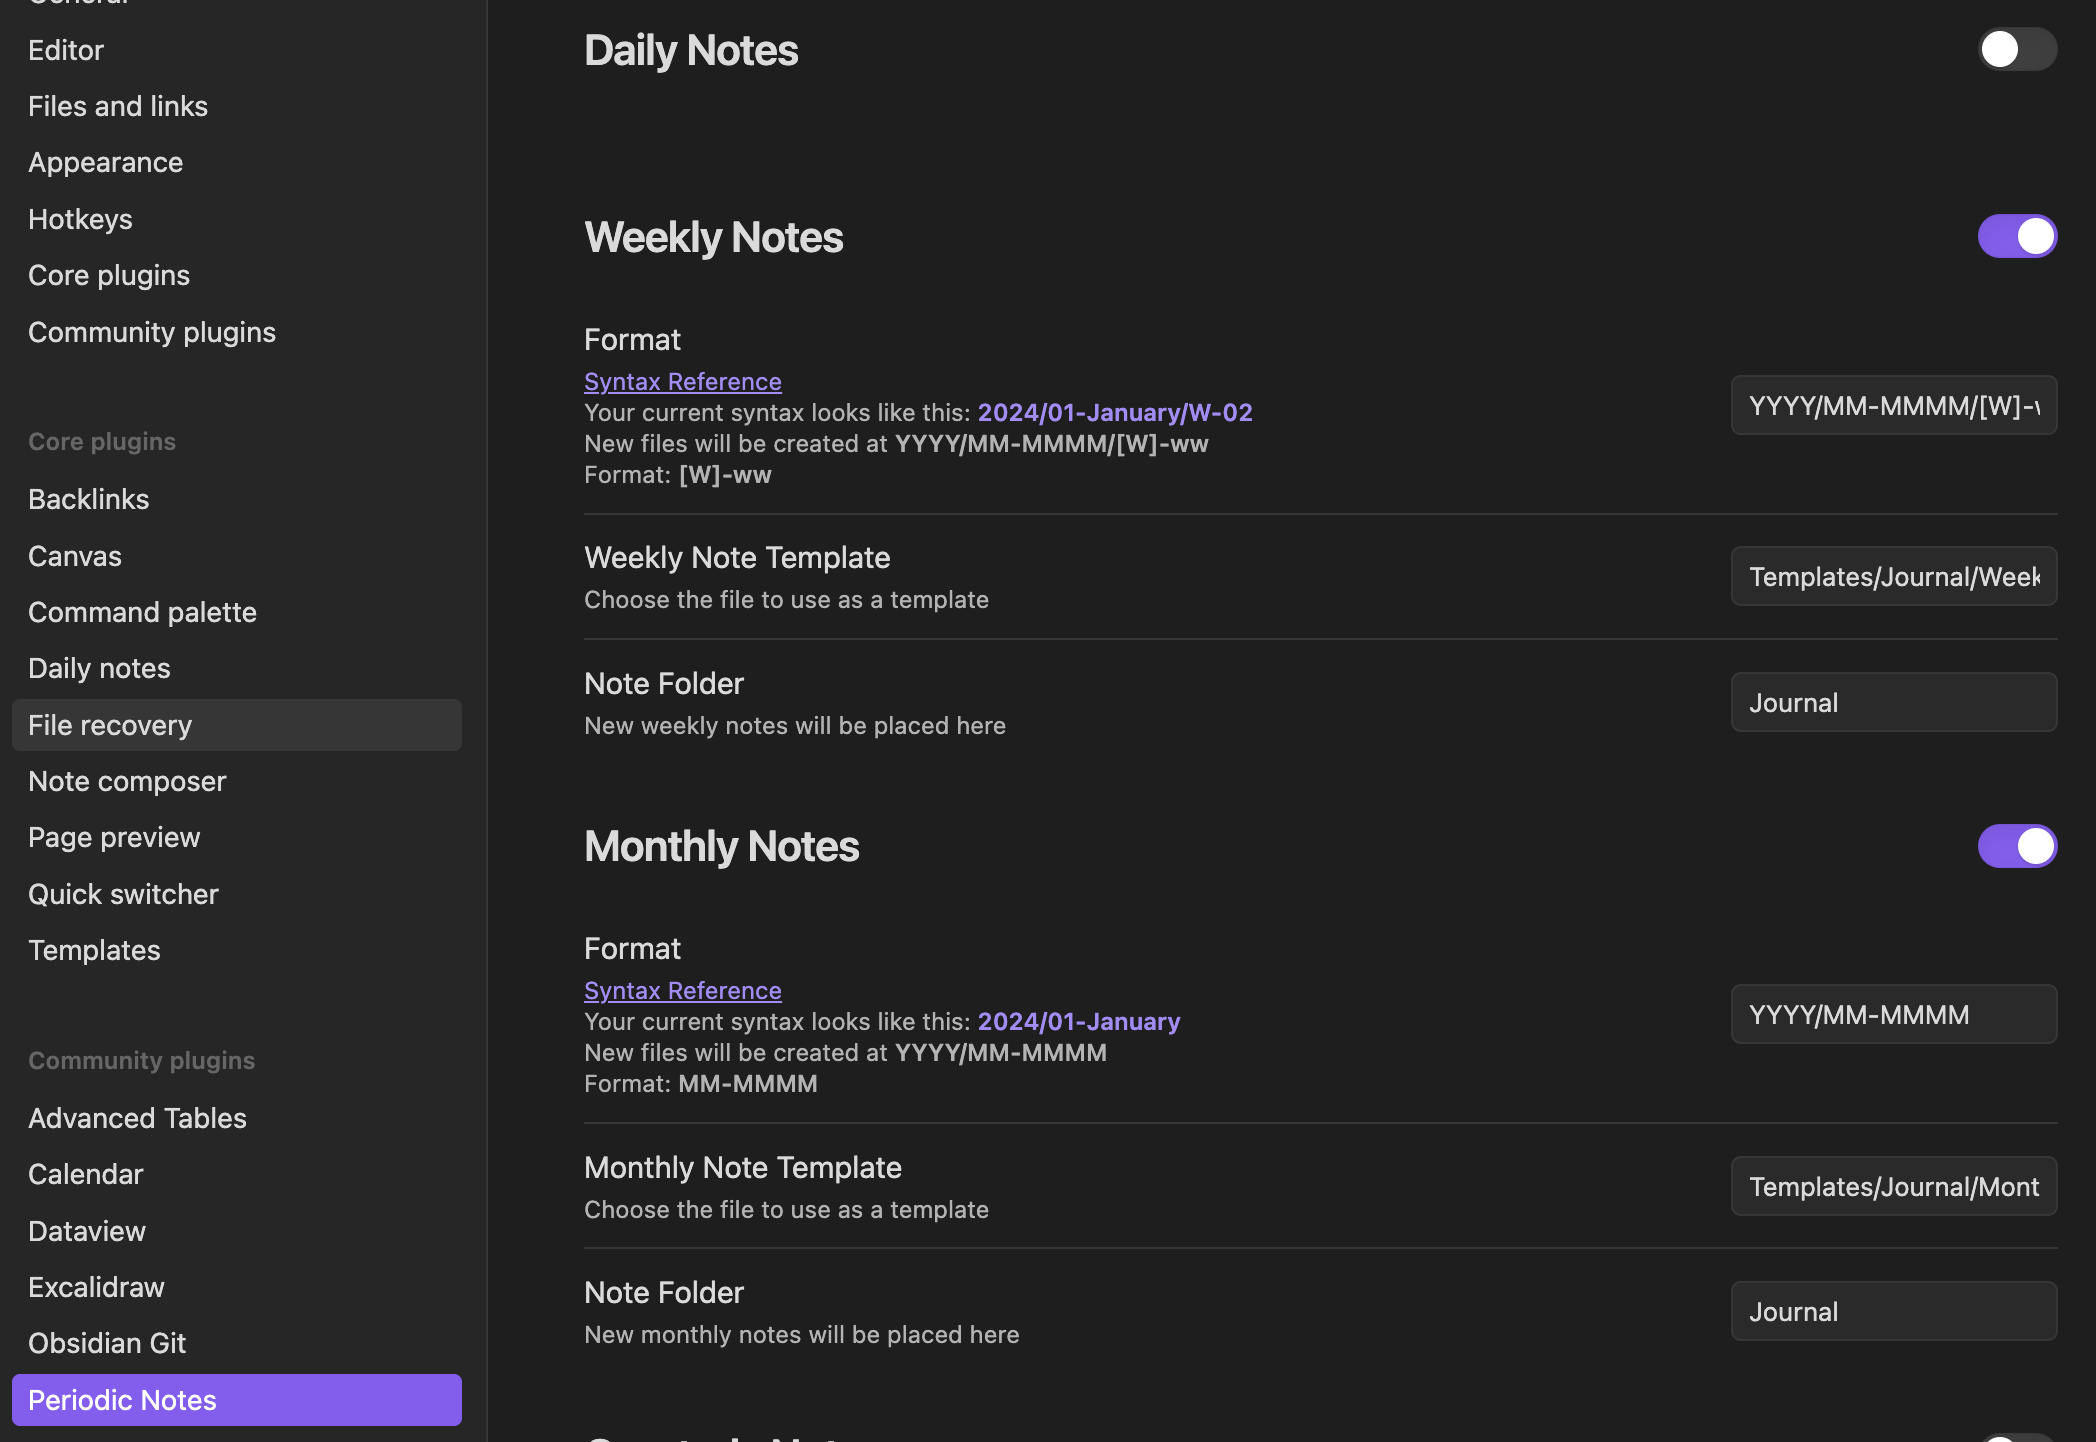 General
Editor
Files and links
Appearance
Hotkeys
Core plugins
Community plugins
Core plugins
Backlinks
Canvas
Command palette
Daily notes
File recovery
Note composer
Page preview
Quick switcher
Templates
Community plugins
Advanced Tables
Calendar
Dataview
Excalidraw
Obsidian Git
Periodic Notes
Daily Notes
Weekly Notes
Format
Syntax Reference
Your current syntax looks like this: 2024/01-January/W-02
New files will be created at YYYY/MM-MMMM/[W]-ww
Format: [W]-ww
YYYY/MM-MMMM/[W]-w
Weekly Note Template
Choose the file to use as a template
Templates/Journal/Week
Note Folder
New weekly notes will be placed here
Journal
Monthly Notes
Format
Syntax Reference
Your current syntax looks like this: 2024/01-January
New files will be created at YYYY/MM-MMMM
Format: MM-MMMM
YYYY/MM-MMMM
Monthly Note Template
Choose the file to use as a template
Templates/Journal/Mont
Note Folder
New monthly notes will be placed here
Journal